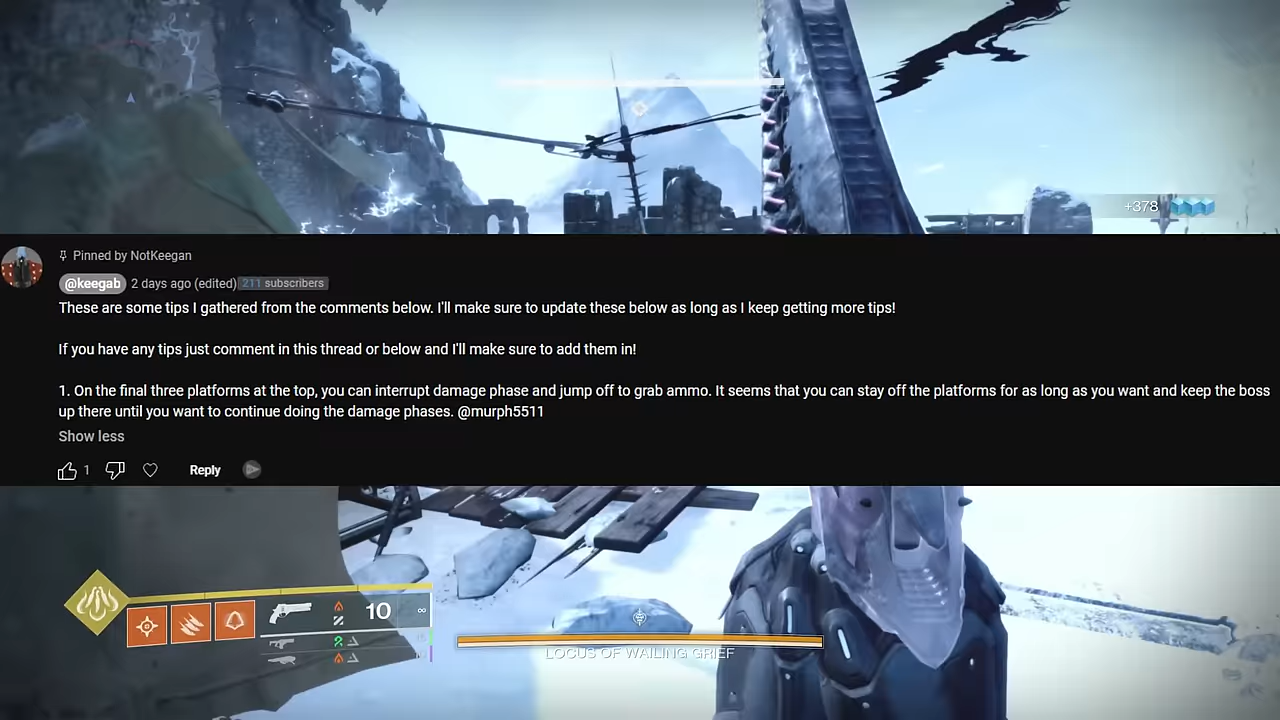 +378
Pinned by NotKeegan
@keegab 2 days ago (edited) 211 subscribers
These are some tips I gathered from the comments below. I'll make sure to update these below as long as I keep getting more tips!
If you have any tips just comment in this thread or below and I'll make sure to add them in!
1. On the final three platforms at the top, you can interrupt damage phase and jump off to grab ammo. It seems that you can stay off the platforms for as long as you want and keep the boss
up there until you want to continue doing the damage phases. @murph5511
Show less
1 Reply
10 ∞
LOCUS OF WAILING GRIEF